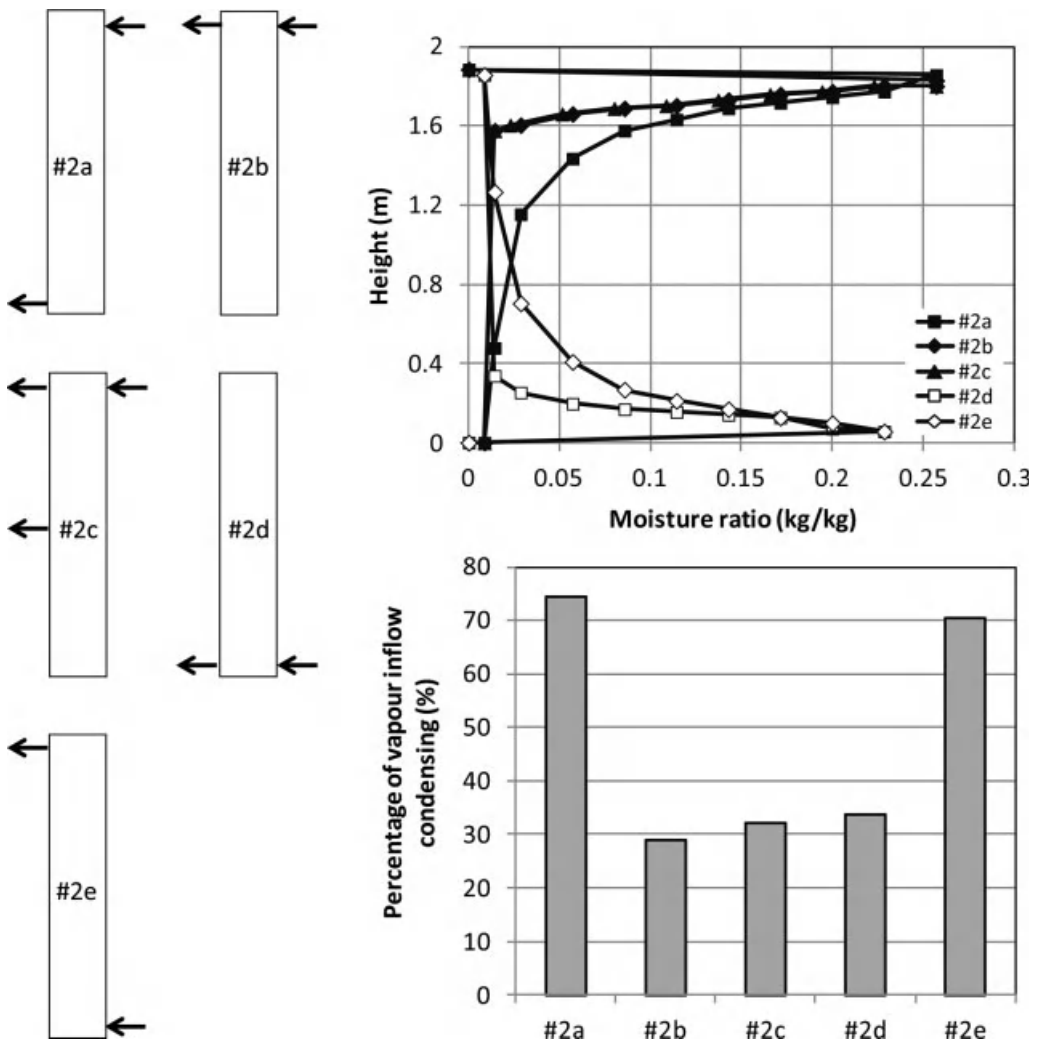 #2a
#2b
#2c
#2d
#2e
Height (m)
2
1.6
1.2
0.8
0.4
0
0 0.05 0.1 0.15 0.2 0.25 0.3
Moisture ratio (kg/kg)
#2a
#2b
#2c
#2d
#2e
Percentage of vapour inflow
condensing (%)
80
70
60
50
40
30
20
10
0
#2a #2b #2c #2d #2e